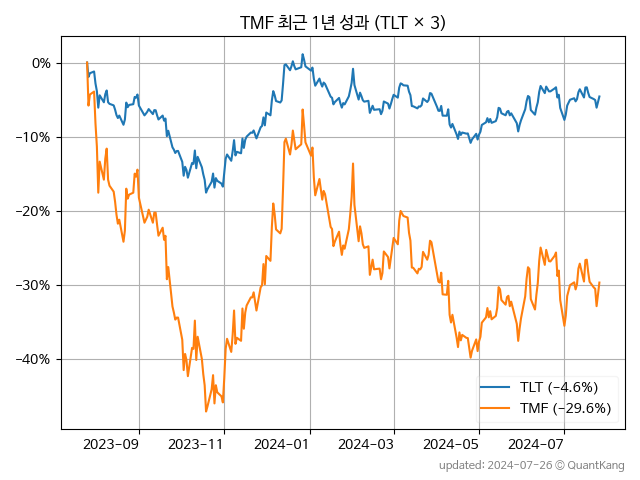 TMF 최근 1년 성과 (TLT × 3)
0%
−10%
−20%
−30%
−40%
TLT (−4.6%)
TMF (−29.6%)
2023−09
2023−11
2024−01
2024−03
2024−05
2024−07
updated: 2024-07-26 © QuantKang